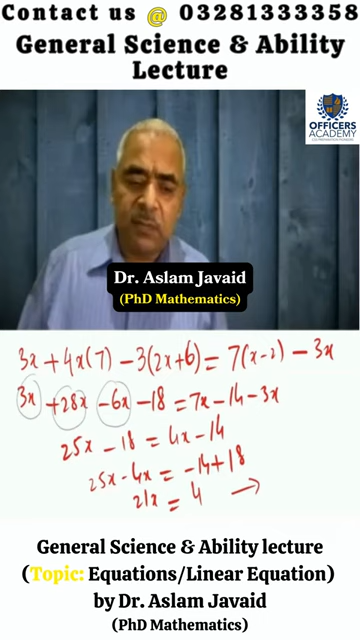 Contact us @ 03281333358
General Science & Ability
Lecture
OFFICERS
ACADEMY
Dr. Aslam Javaid
(PhD Mathematics)
3x + 4x(7) - 3(2x+6) = 7(x-2) - 3x
3x + 28x - 6x - 18 = 7x - 14 - 3x
25x - 18 = 4x - 14
25x - 4x = -14 + 18
21x = 4 →
General Science & Ability lecture
(Topic: Equations/Linear Equation)
by Dr. Aslam Javaid
(PhD Mathematics)